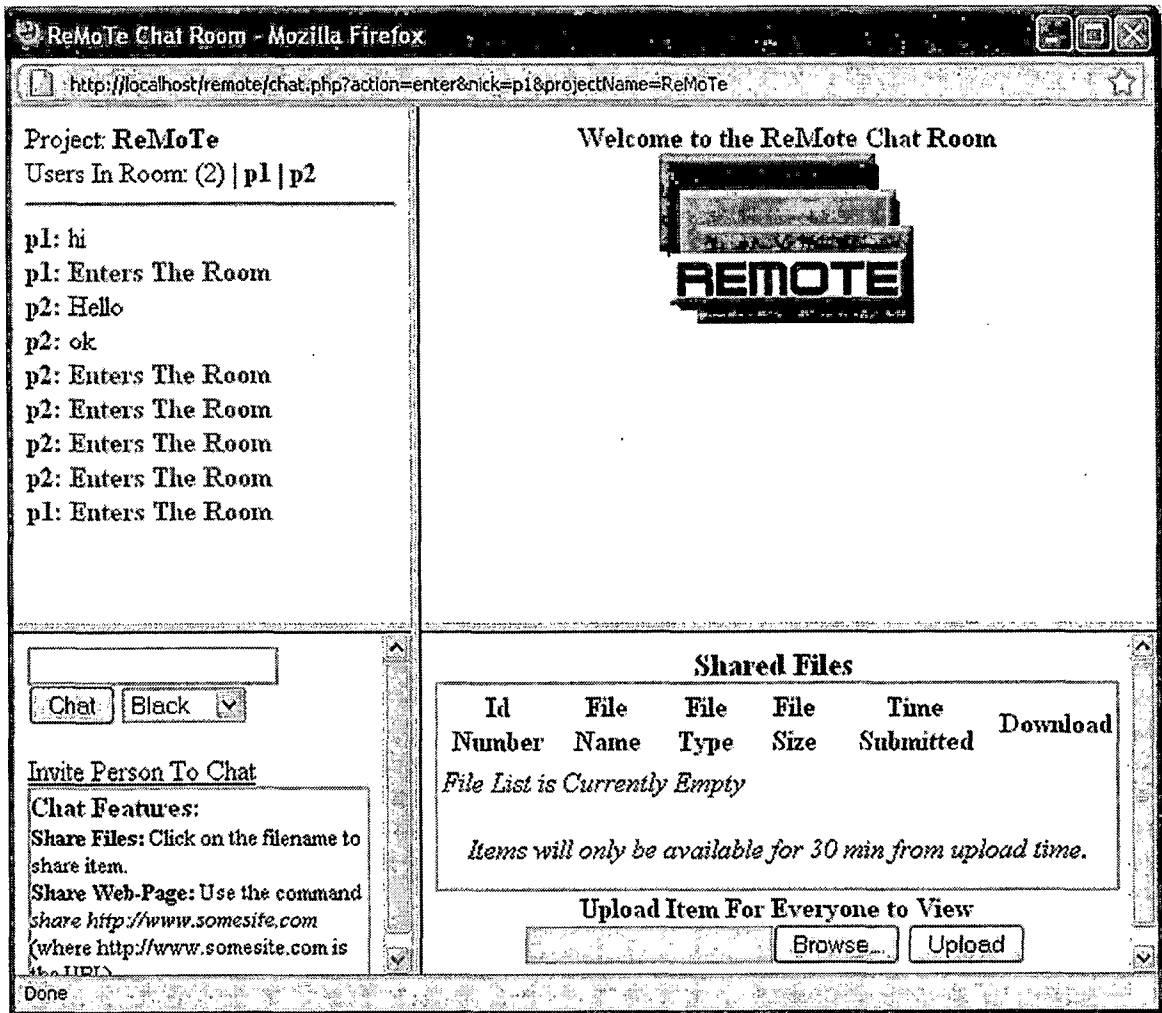 ReMoTe Chat Room - Mozilla Firefox
http://localhost/remote/chat.php?action=enter&nick=p1&projectName=ReMoTe
Project: ReMoTe
Users In Room: (2) | p1 | p2
p1: hi
p1: Enters The Room
p2: Hello
p2: ok
p2: Enters The Room
p2: Enters The Room
p2: Enters The Room
p2: Enters The Room
p1: Enters The Room
Welcome to the ReMote Chat Room
REMOTE
Chat Black
Invite Person To Chat
Chat Features:
Share Files: Click on the filename to
share item.
Share Web-Page: Use the command
share http://www.somesite.com
(where http://www.somesite.com is
the URL)
Shared Files
Id Number File Name File Type File Size Time Submitted Download
File List is Currently Empty
Items will only be available for 30 min from upload time.
Upload Item For Everyone to View
Browse... Upload
Done